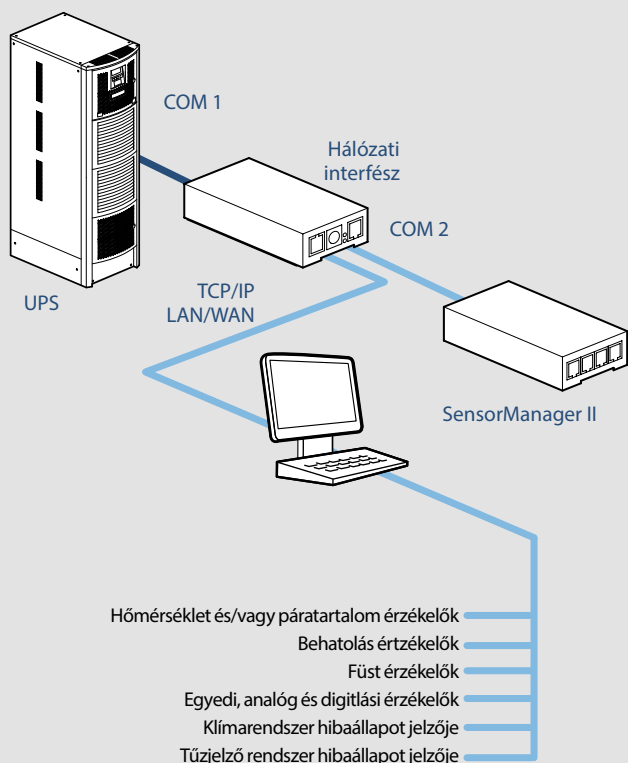 COM 1
Hálózati
interfész
COM 2
UPS
TCP/IP
LAN/WAN
SensorManager II
Hőmérséklet és/vagy páratartalom érzékelők
Behatolás értzékelők
Füst érzékelők
Egyedi, analóg és digitlási érzékelők
Klímarendszer hibaállapot jelzője
Tűzjelző rendszer hibaállapot jelzője